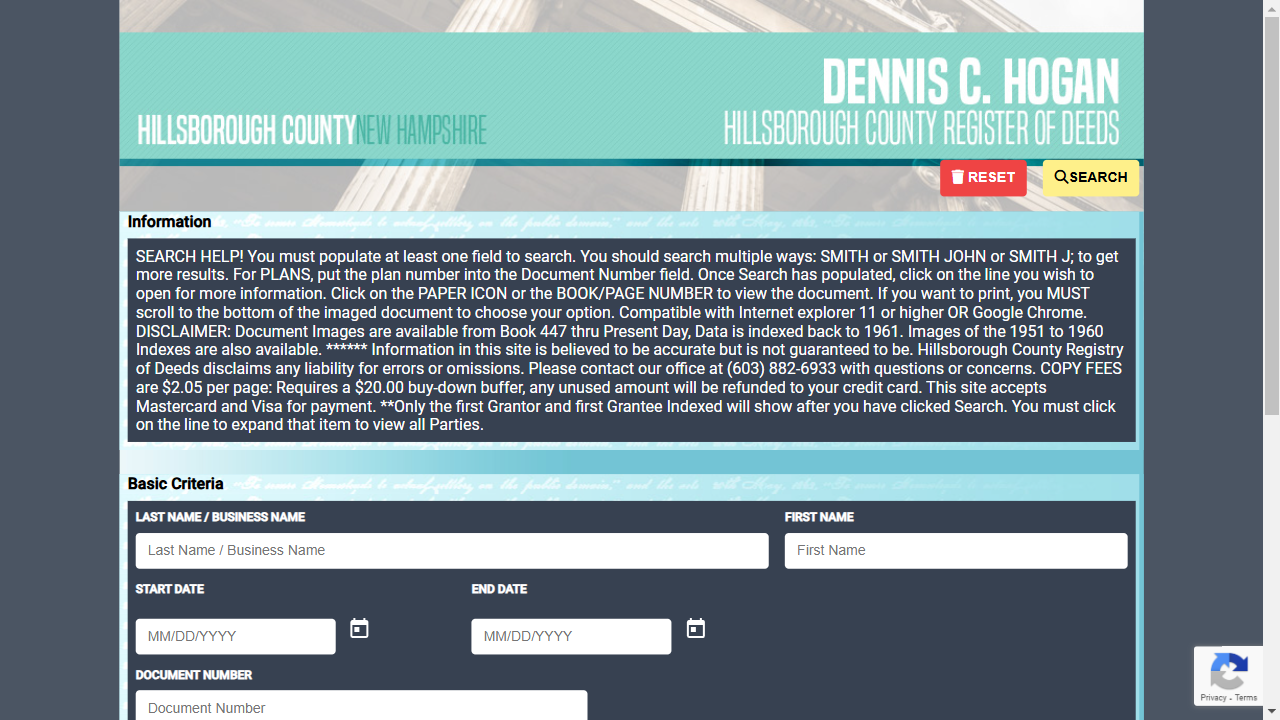 DENNIS C. HOGAN
HILLSBOROUGH COUNTY NEW HAMPSHIRE
HILLSBOROUGH COUNTY REGISTER OF DEEDS
RESET
SEARCH
Information
SEARCH HELP! You must populate at least one field to search. You should search multiple ways: SMITH or SMITH JOHN or SMITH J; to get
more results. For PLANS, put the plan number into the Document Number field. Once Search has populated, click on the line you wish to
open for more information. Click on the PAPER ICON or the BOOK/PAGE NUMBER to view the document. If you want to print, you MUST
scroll to the bottom of the imaged document to choose your option. Compatible with Internet explorer 11 or higher OR Google Chrome.
DISCLAIMER: Document Images are available from Book 447 thru Present Day, Data is indexed back to 1961. Images of the 1951 to 1960
Indexes are also available. ****** Information in this site is believed to be accurate but is not guaranteed to be. Hillsborough County Registry
of Deeds disclaims any liability for errors or omissions. Please contact our office at (603) 882-6933 with questions or concerns. COPY FEES
are $2.05 per page: Requires a $20.00 buy-down buffer, any unused amount will be refunded to your credit card. This site accepts
Mastercard and Visa for payment. **Only the first Grantor and first Grantee Indexed will show after you have clicked Search. You must click
on the line to expand that item to view all Parties.
Basic Criteria
LAST NAME / BUSINESS NAME
FIRST NAME
Last Name / Business Name
First Name
START DATE
END DATE
MM/DD/YYYY
MM/DD/YYYY
DOCUMENT NUMBER
Document Number
Privacy - Terms